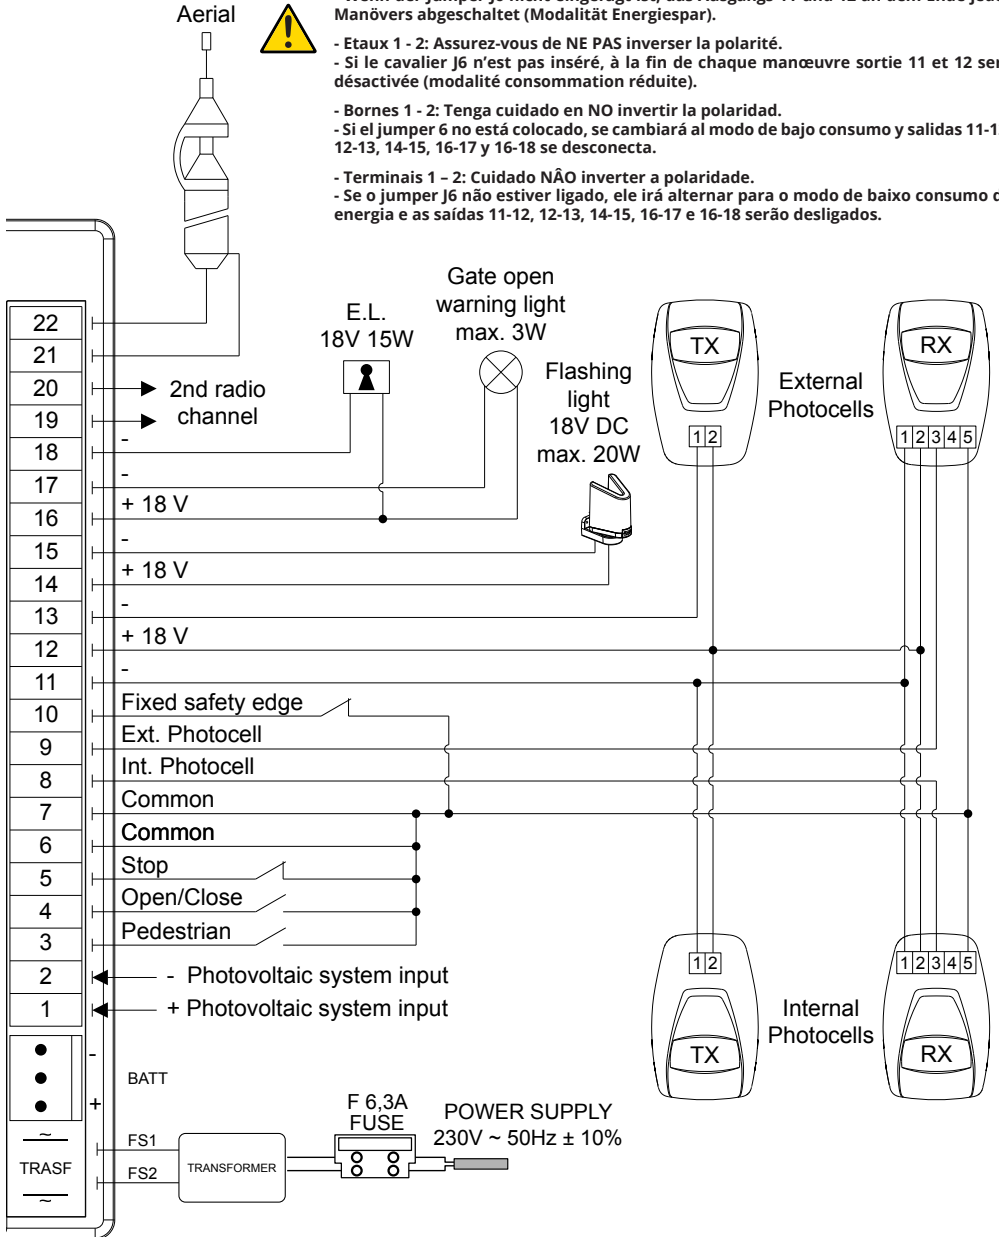 Manövers abgeschaltet (Modalität Energiespar).
- Etaux 1 - 2: Assurez-vous de NE PAS inverser la polarité.
- Si le cavalier J6 n'est pas inséré, à la fin de chaque manœuvre sortie 11 et 12
désactivée (modalité consommation réduite).
- Bornes 1 - 2: Tenga cuidado en NO invertir la polaridad.
- Si el jumper 6 no está colocado, se cambiará al modo de bajo consumo y salidas
12-13, 14-15, 16-17 y 16-18 se desconecta.
- Terminais 1 – 2: Cuidado NÂO inverter a polaridade.
- Se o jumper J6 não estiver ligado, ele irá alternar para o modo de baixo consumo
energia e as saídas 11-12, 12-13, 14-15, 16-17 e 16-18 serão desligados.
Aerial
Gate open
warning light
max. 3W
E.L.
18V 15W
Flashing
light
18V DC
max. 20W
TX
1 2
External
Photocells
RX
1 2 3 4 5
22
21
20
2nd radio
channel
19
18 -
17 -
16 + 18 V
15 -
14 + 18 V
13 -
12 + 18 V
11 -
10 Fixed safety edge
9 Ext. Photocell
8 Int. Photocell
7 Common
6 Common
5 Stop
4 Open/Close
3 Pedestrian
2 - Photovoltaic system input
1 + Photovoltaic system input
1 2
TX
Internal
Photocells
1 2 3 4 5
RX
-
BATT
+
~
TRASF
~
FS1
FS2
TRANSFORMER
F 6,3A
FUSE
POWER SUPPLY
230V ~ 50Hz ± 10%